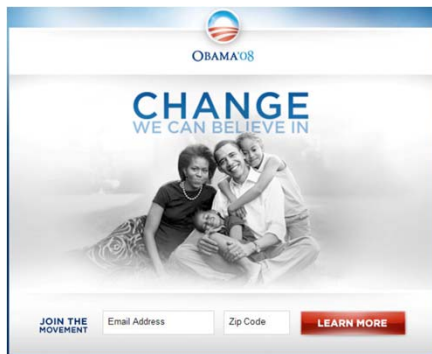 OBAMA'08
CHANGE
WE CAN BELIEVE IN
JOIN THE
MOVEMENT
Email Address
Zip Code
LEARN MORE